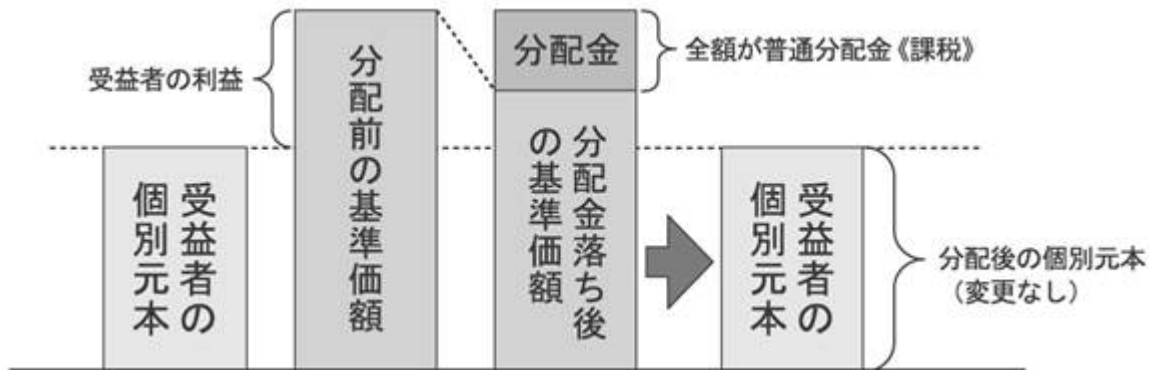 受益者の利益
受益者の
個別元本
分配前の基準価額
分配金
全額が普通分配金《課税》
分配金落ち後
の基準価額
受益者の
個別元本
分配後の個別元本
（変更なし）